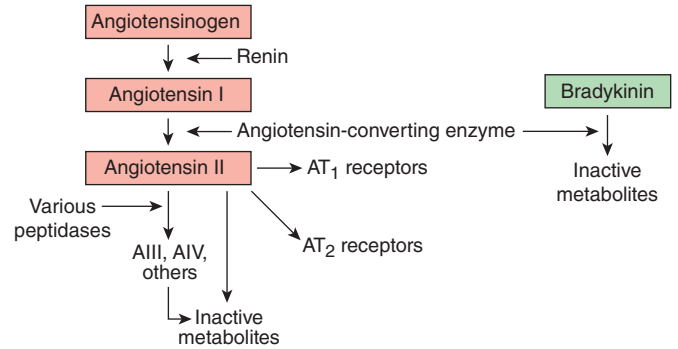 Angiotensinogen
Renin
Angiotensin I
Bradykinin
Angiotensin-converting enzyme
Angiotensin II
AT1 receptors
Inactive
metabolites
Various
peptidases
AT2 receptors
AIII, AIV,
others
Inactive
metabolites